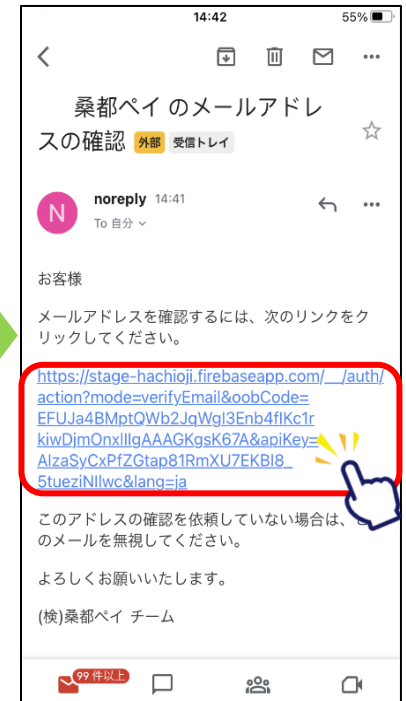 14:42
55%
桑都ペイ のメールアドレ
スの確認 外部 受信トレイ
N
noreply 14:41
To 自分
お客様
メールアドレスを確認するには、次のリンクをク
リックしてください。
https://stage-hachioji.firebaseapp.com/__/auth/
action?mode=verifyEmail&oobCode=
EFUJa4BMptQWb2JqWgl3Enb4flKc1r
kiwDjmOnxIIIgAAAGKgsK67A&apiKey=
AIzaSyCxPfZGtap81RmXU7EKBI8_
5tueziNIlwc&lang=ja
このアドレスの確認を依頼していない場合は、こ
のメールを無視してください。
よろしくお願いいたします。
(検)桑都ペイ チーム
99 件以上